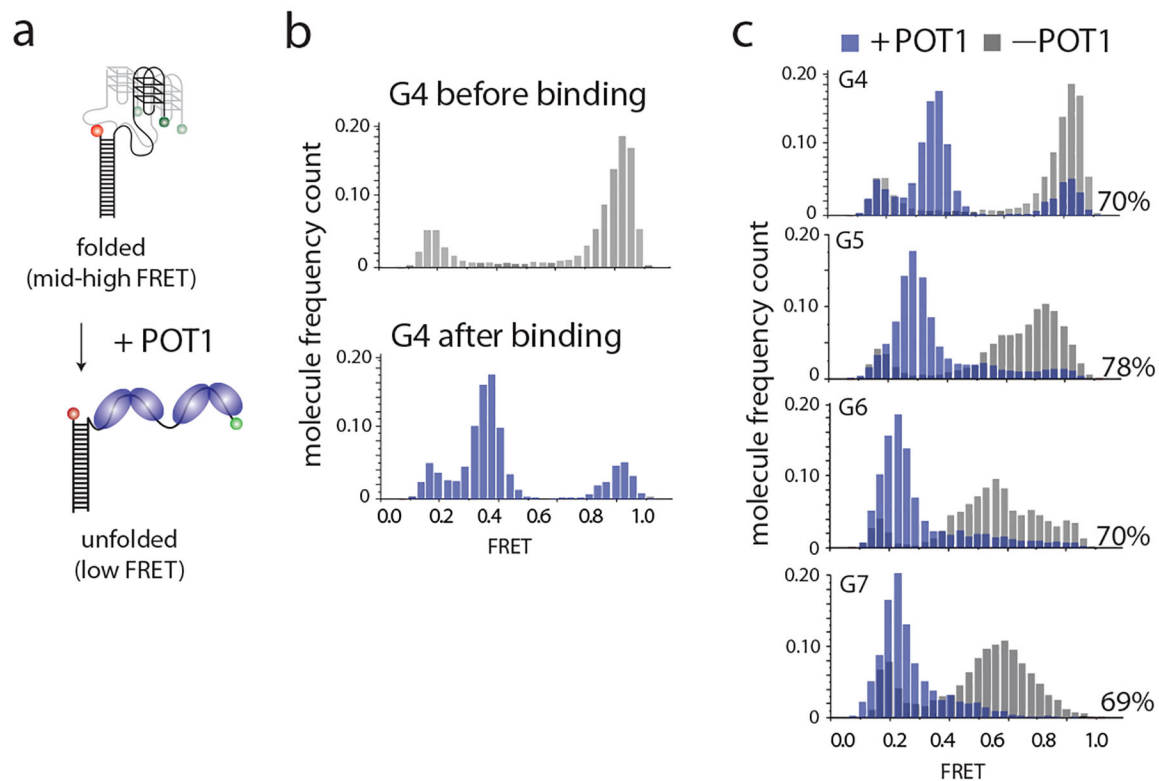 a
folded
(mid-high FRET)
+ POT1
unfolded
(low FRET)
b
G4 before binding
0.20
0.10
0
G4 after binding
0.20
0.10
0
0.0 0.2 0.4 0.6 0.8 1.0
FRET
molecule frequency count
c
+POT1 —POT1
G4
0.20
0.10
0
70%
G5
0.20
0.10
0
78%
G6
0.20
0.10
0
70%
G7
0.20
0.10
0
69%
0.0 0.2 0.4 0.6 0.8 1.0
FRET
molecule frequency count